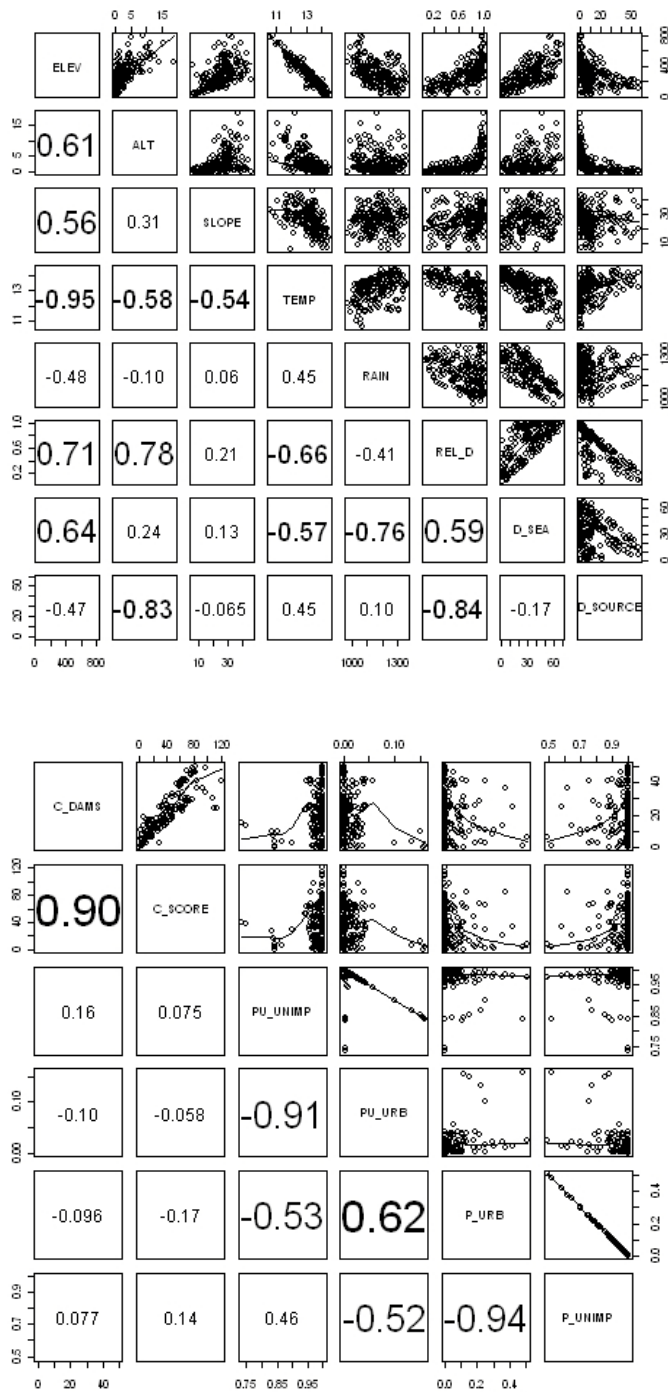 0 5 15 11 13 0.2 0.6 1.0 0 20 50
ELEV 0 400 800
0 5 15 0.61 ALT
0.56 0.31 SLOPE 10 30
11 13 -0.95 -0.58 -0.54 TEMP
-0.48 -0.10 0.06 0.45 RAIN 1000 1300
0.2 0.6 1.0 0.71 0.78 0.21 -0.66 -0.41 REL_D
0.64 0.24 0.13 -0.57 -0.76 0.59 D_SEA 0 30 60
0 20 50 -0.47 -0.83 -0.065 0.45 0.10 -0.84 -0.17 D_SOURCE
0 400 800 10 30 1000 1300 0 20 40 60
0 40 80 120 0.00 0.10 0.5 0.7 0.9
C_DAMS 0 20 40
0 40 80 120 0.90 C_SCORE
0.16 0.075 PU_UNIMP 0.75 0.85 0.95
0.00 0.10 -0.10 -0.058 -0.91 PU_URB
-0.096 -0.17 -0.53 0.62 P_URB 0.0 0.2 0.4
0.5 0.7 0.9 0.077 0.14 0.46 -0.52 -0.94 P_UNIMP
0 20 40 0.75 0.85 0.95 0.0 0.2 0.4